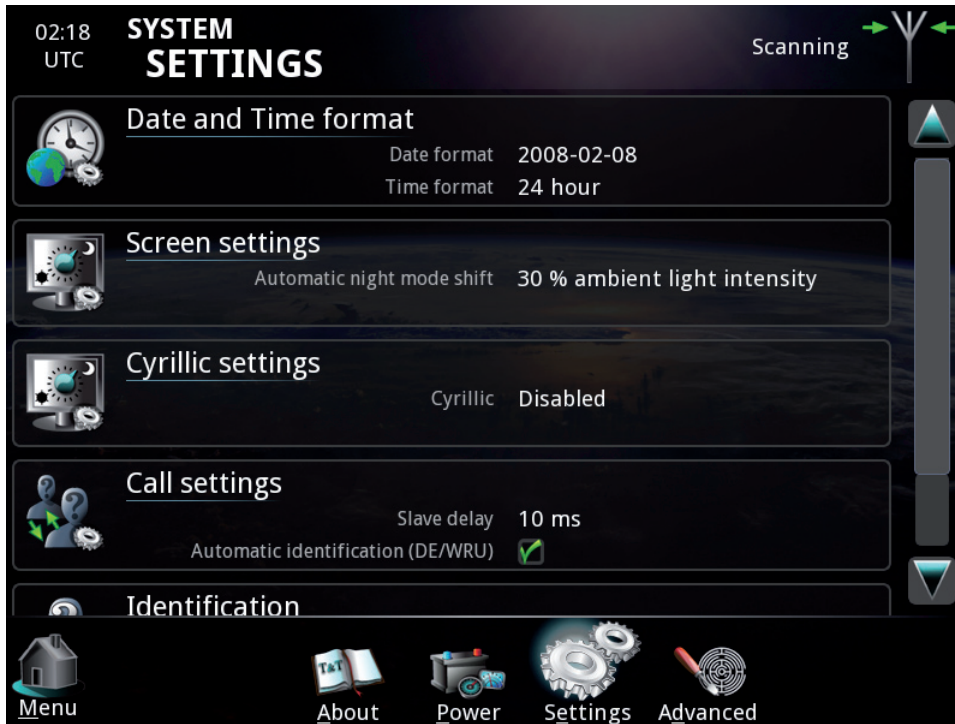 02:18
UTC
SYSTEM
SETTINGS
Scanning
Date and Time format
Date format 2008-02-08
Time format 24 hour
Screen settings
Automatic night mode shift 30 % ambient light intensity
Cyrillic settings
Cyrillic Disabled
Call settings
Slave delay 10 ms
Automatic identification (DE/WRU)
Identification
T&T
Menu
About
Power
Settings
Advanced